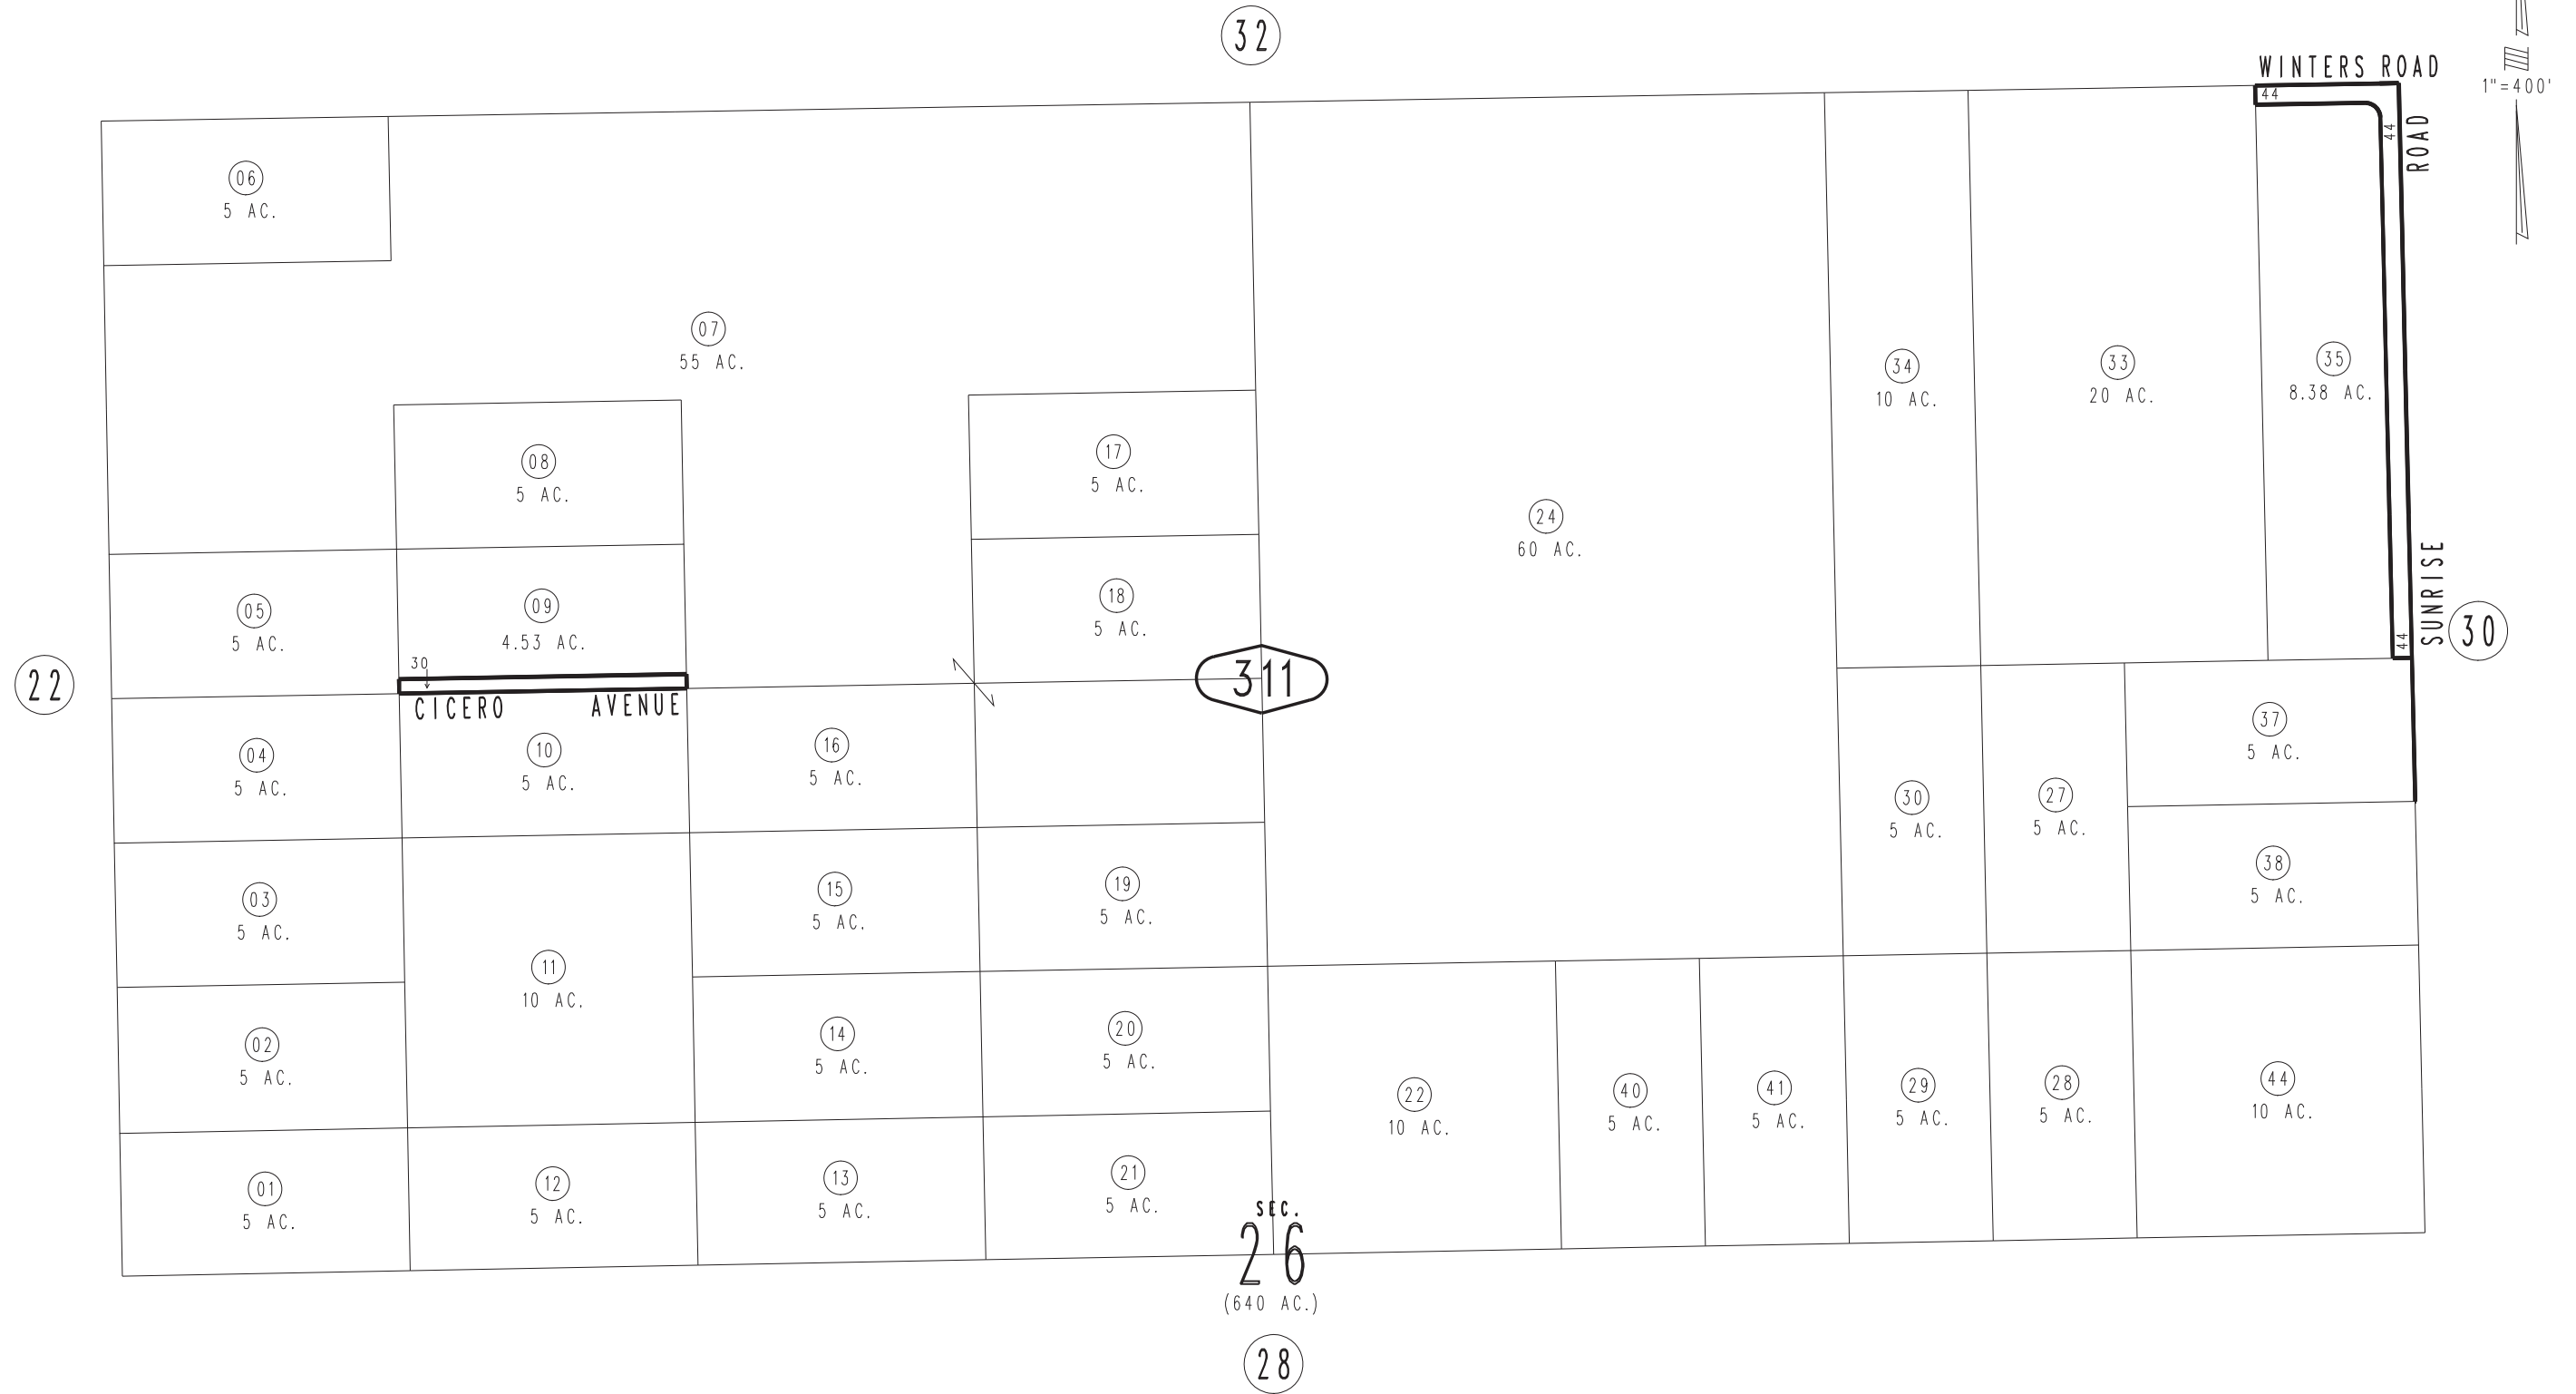 32
WINTERS ROAD
1"=400'
44
44
ROAD
06
5 AC.
07
55 AC.
34
10 AC.
33
20 AC.
35
8.38 AC.
08
5 AC.
17
5 AC.
24
60 AC.
05
5 AC.
09
4.53 AC.
18
5 AC.
SUNRISE
44
30
22
30
311
CICERO AVENUE
04
5 AC.
10
5 AC.
16
5 AC.
37
5 AC.
30
5 AC.
27
5 AC.
03
5 AC.
15
5 AC.
19
5 AC.
38
5 AC.
11
10 AC.
02
5 AC.
14
5 AC.
20
5 AC.
22
10 AC.
40
5 AC.
41
5 AC.
29
5 AC.
28
5 AC.
44
10 AC.
01
5 AC.
12
5 AC.
13
5 AC.
21
5 AC.
SEC.
26
(640 AC.)
28